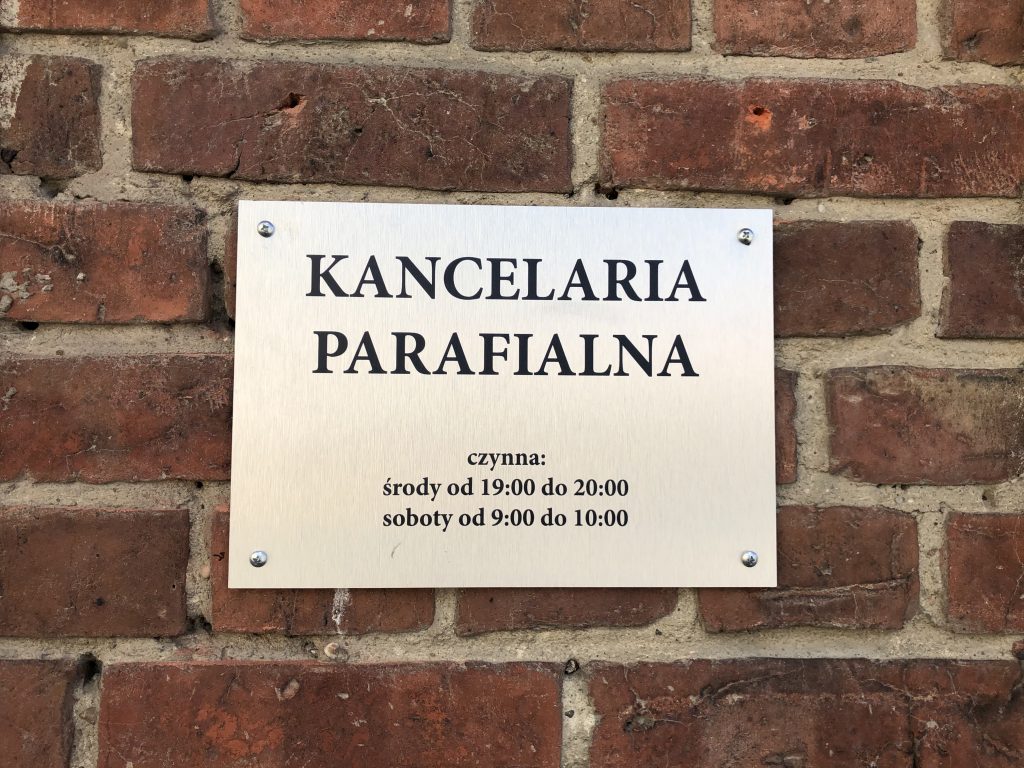 KANCELARIA
PARAFIALNA
czynna:
środy od 19:00 do 20:00
soboty od 9:00 do 10:00